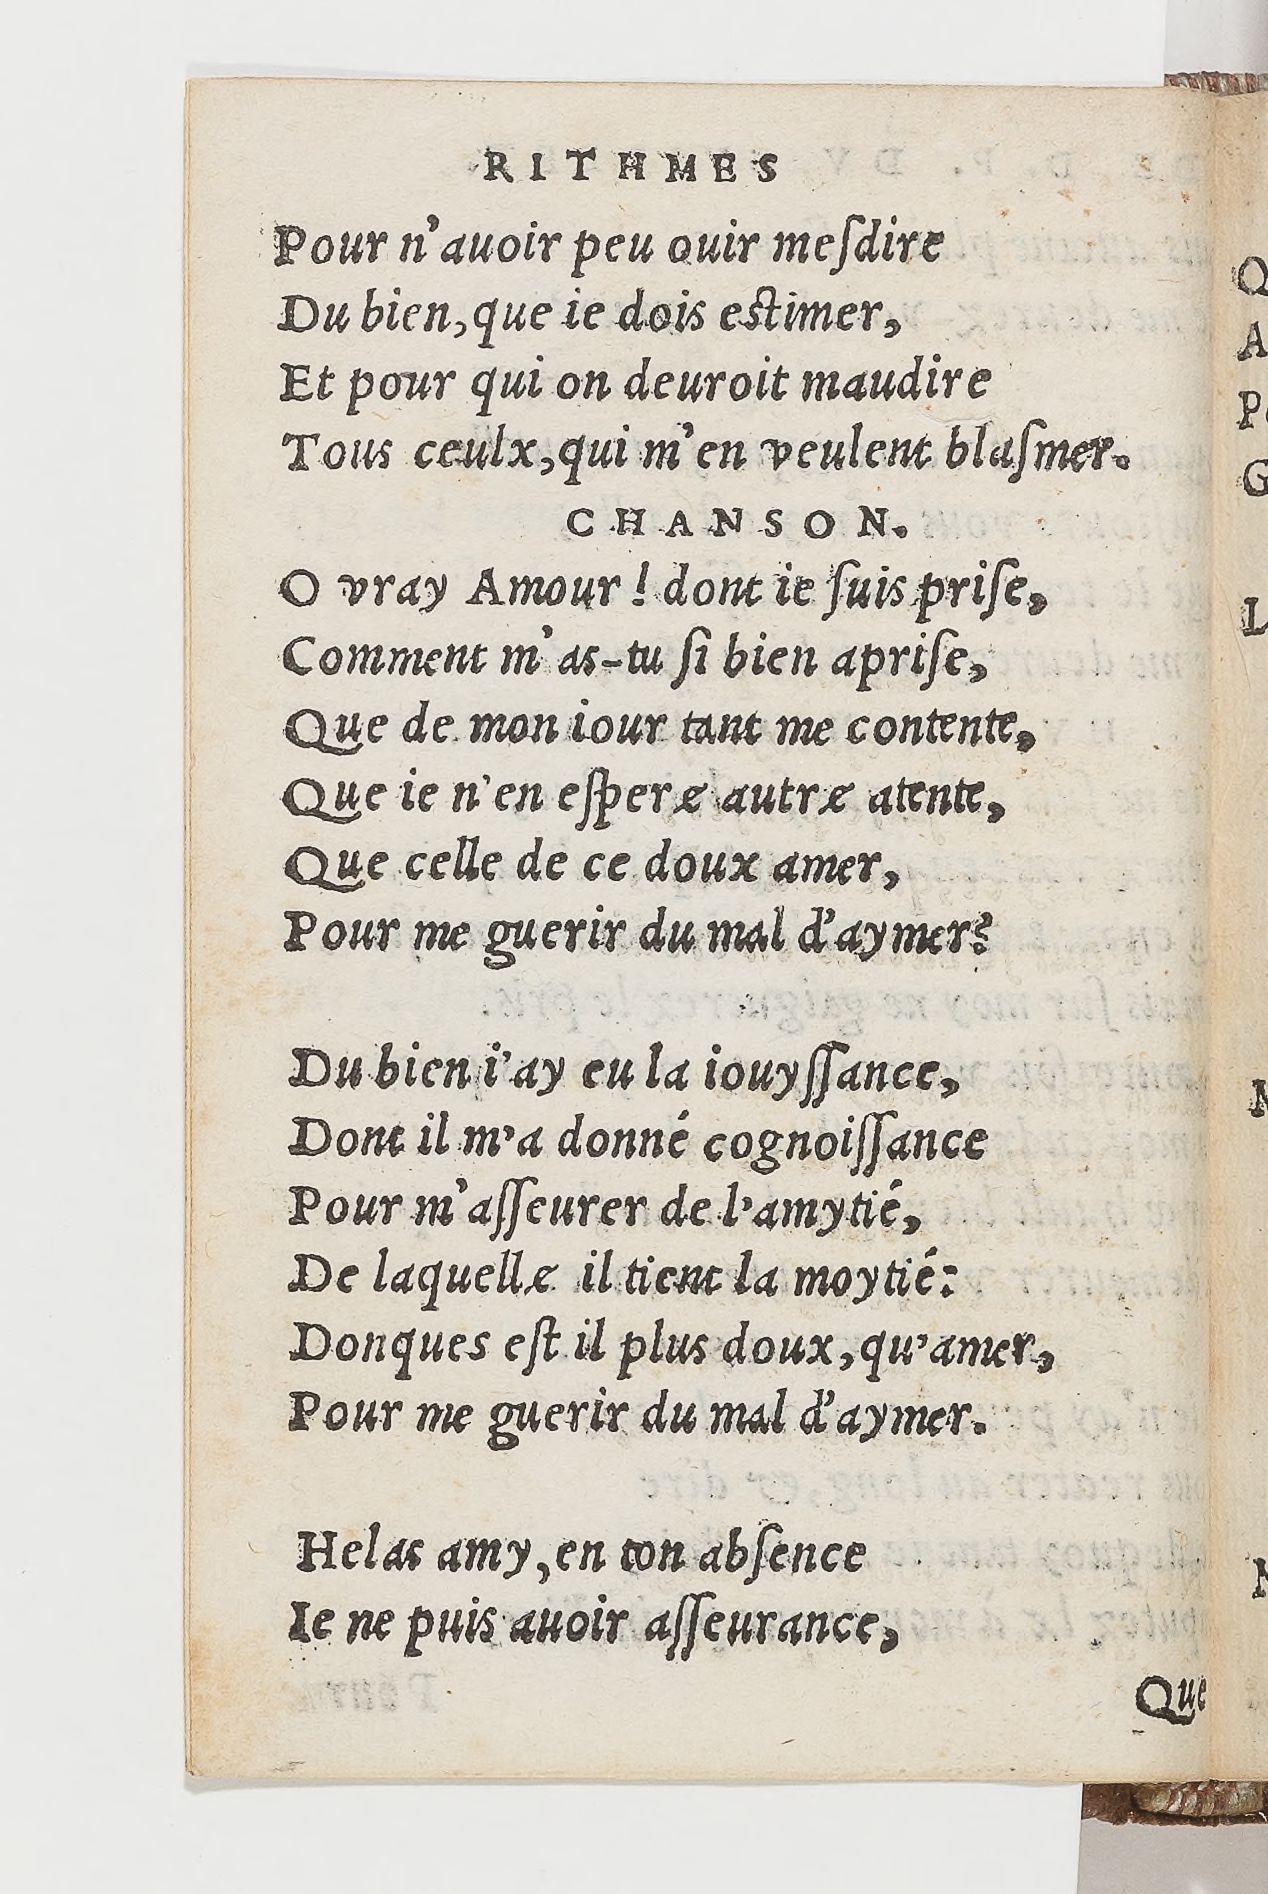 RITHMES
Pour n'auoir peu ouir meſdire
Du bien, que ie dois estimer,
Et pour qui on deuroit maudire
Tous ceulx, qui m'en veulent blaſmer.
CHANSON.
O vray Amour! dont ie ſuis priſe,
Comment m'as-tu ſi bien apriſe,
Que de mon iour tant me contente,
Que ie n'en eſpere autre atente,
Que celle de ce doux amer,
Pour me guerir du mal d'aymer?
Du bien i'ay eu la iouyſſance,
Dont il m'a donné cognoiſſance
Pour m'aſſeurer de l'amytié,
De laquelle il tient la moytié:
Donques eſt il plus doux, qu'amer,
Pour me guerir du mal d'aymer.
Helas amy, en ton abſence
Ie ne puis auoir aſſeurance,
Que